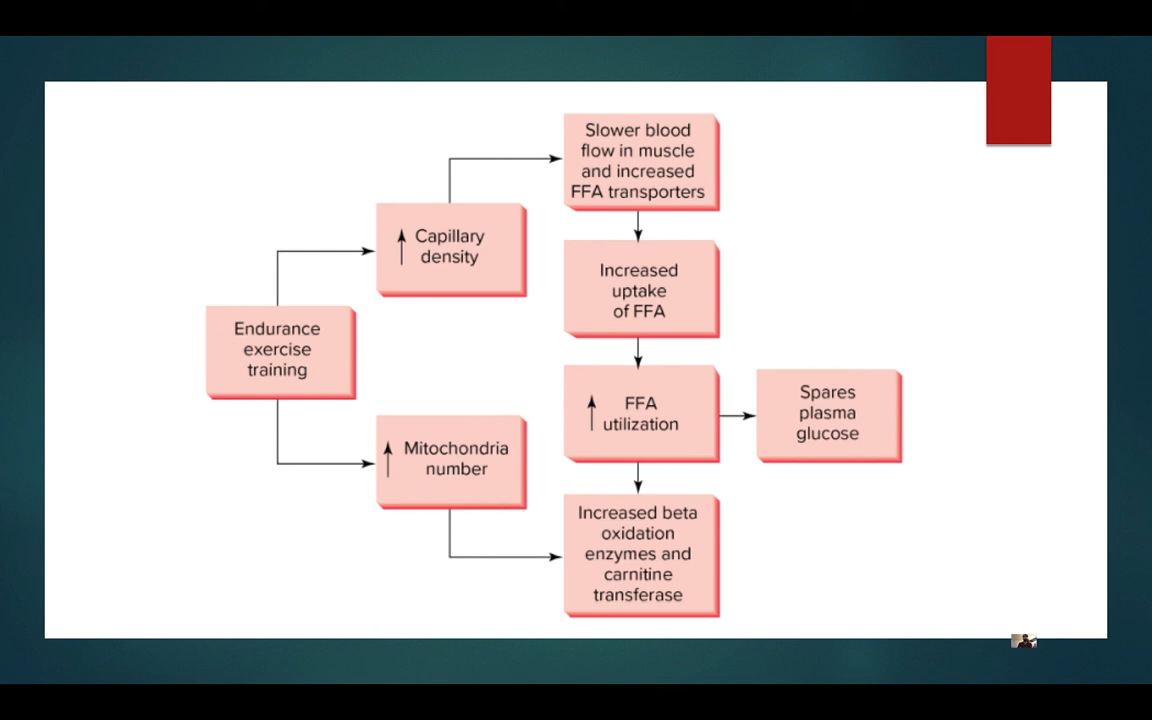 Slower blood
flow in muscle
and increased
FFA transporters
Capillary
density
Increased
uptake
of FFA
Endurance
exercise
training
FFA
utilization
Spares
plasma
glucose
Mitochondria
number
Increased beta
oxidation
enzymes and
carnitine
transferase